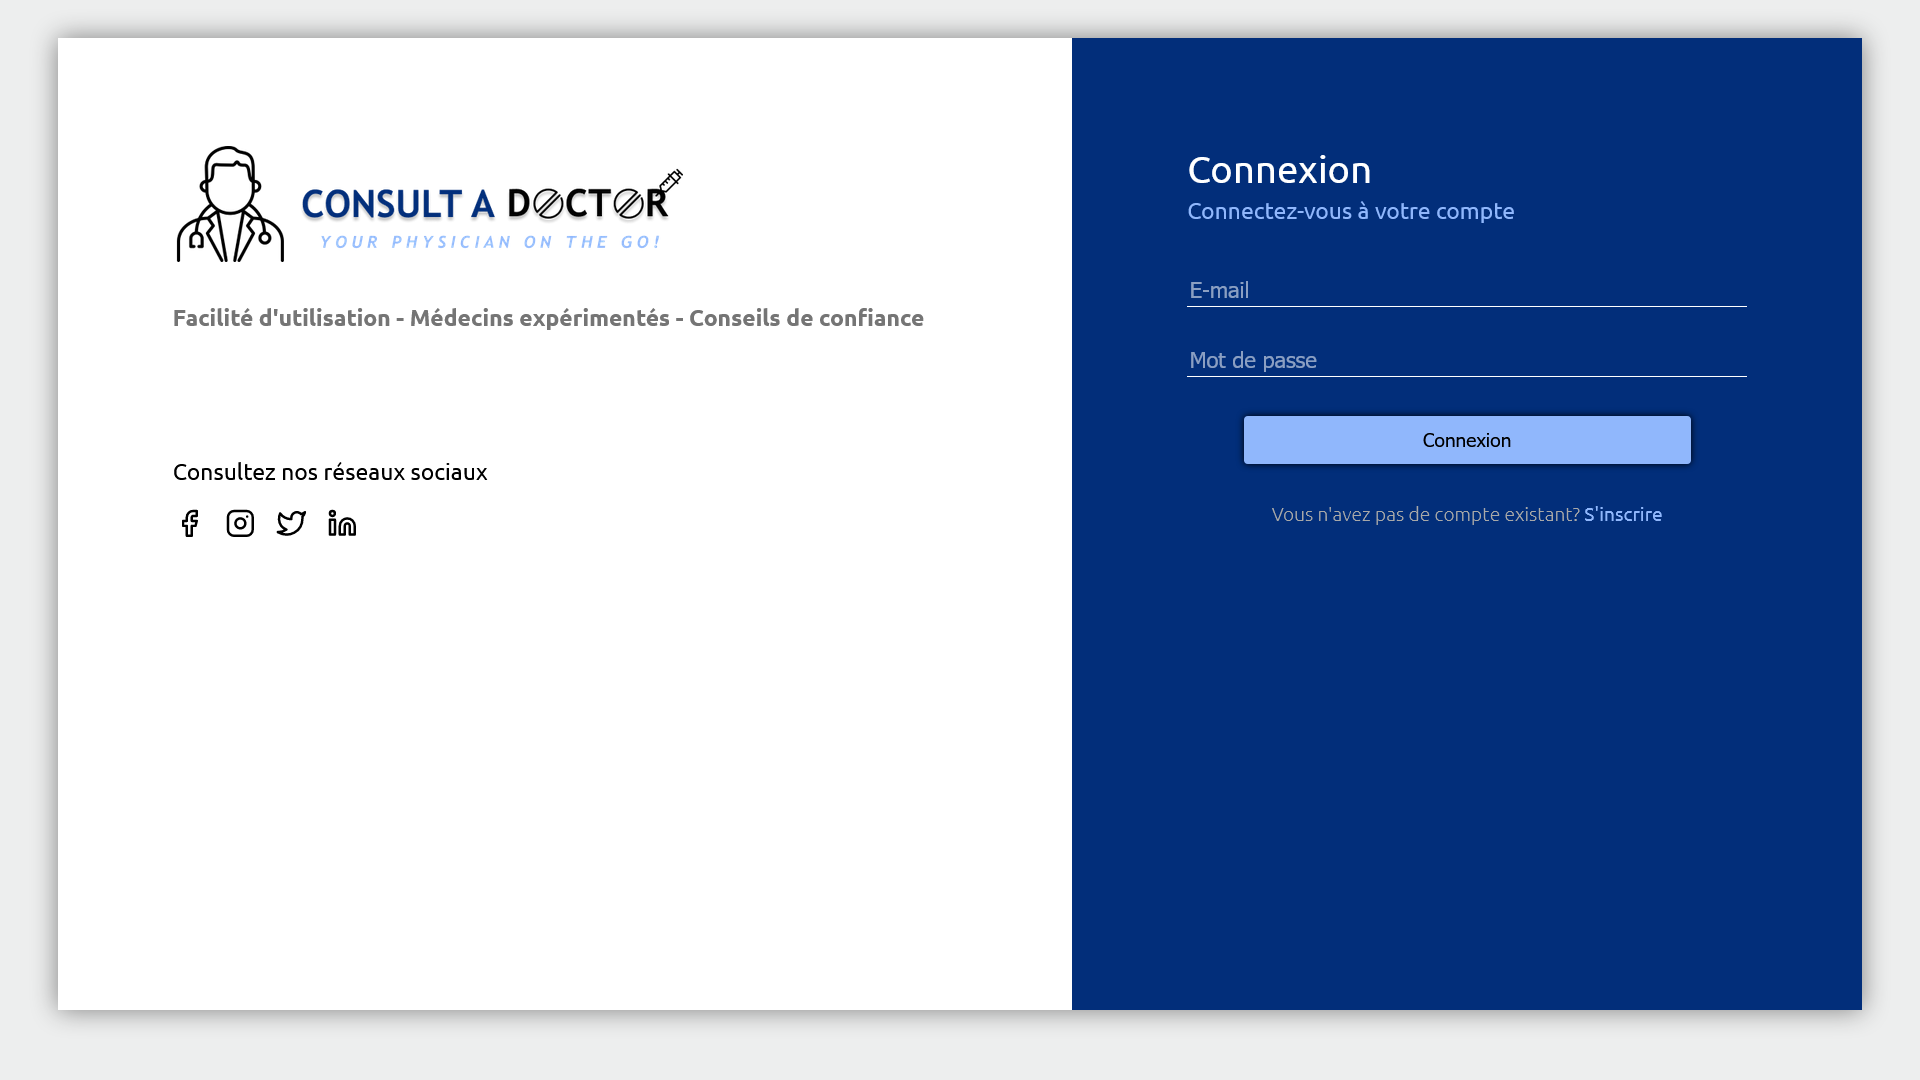 CONSULT A DOCTOR
YOUR PHYSICIAN ON THE GO!
Facilité d'utilisation - Médecins expérimentés - Conseils de confiance
Consultez nos réseaux sociaux
Connexion
Connectez-vous à votre compte
E-mail
Mot de passe
Connexion
Vous n'avez pas de compte existant? S'inscrire